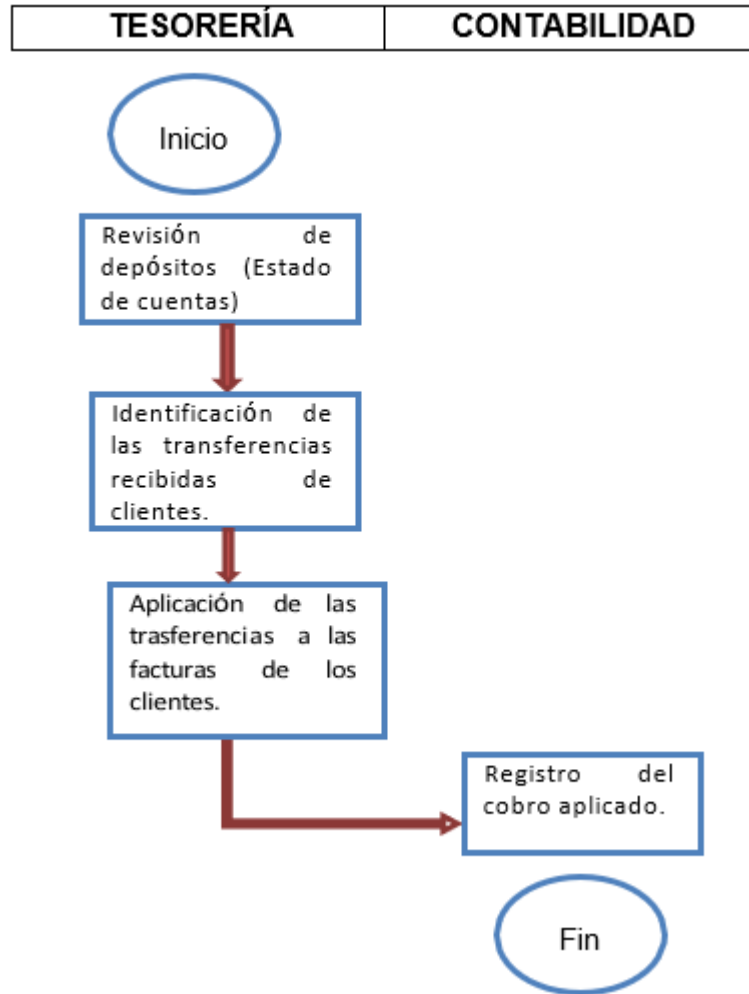 TESORERÍA CONTABILIDAD
Inicio
Revisión de
depósitos (Estado
de cuentas)
Identificación de
las transferencias
recibidas de
clientes.
Aplicación de las
trasferencias a las
facturas de los
clientes.
Registro del
cobro aplicado.
Fin